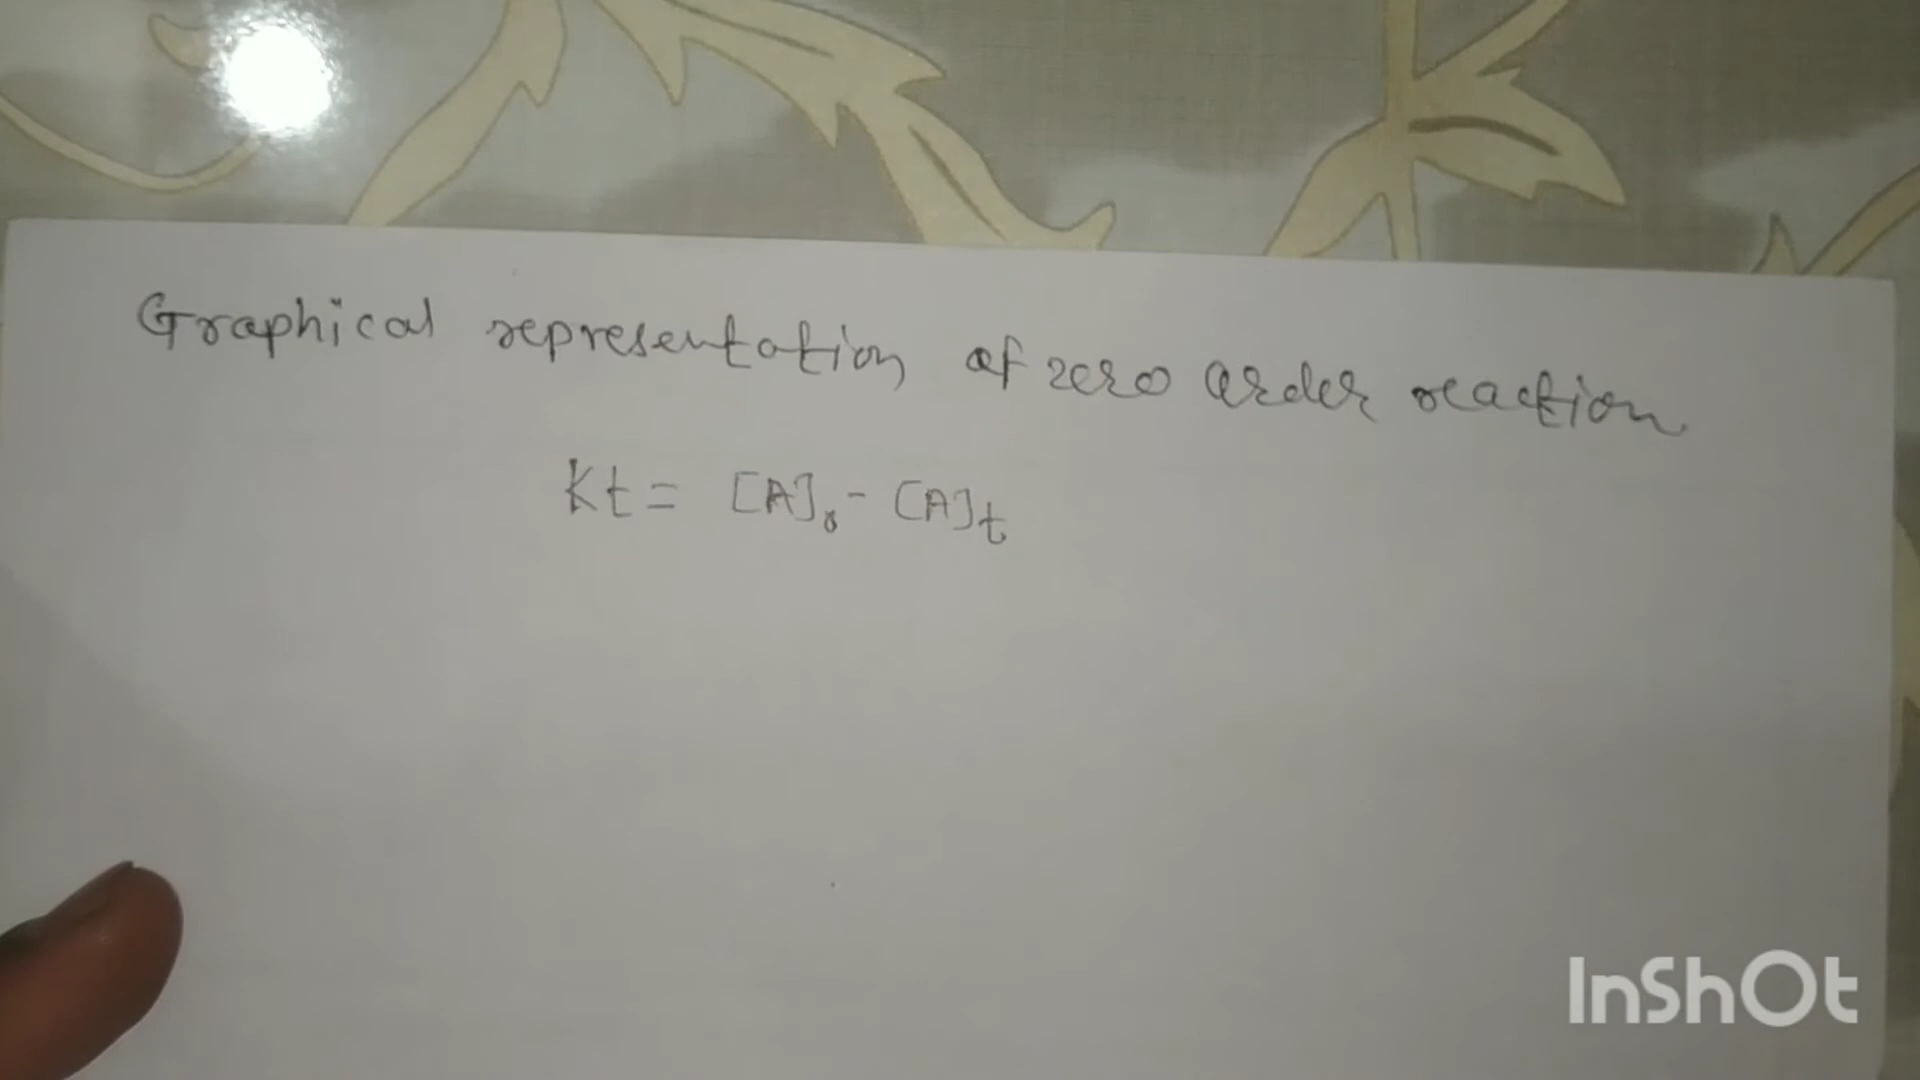 Graphical representation of zero order reaction
Kt = [A]₀ - [A]t
InShOt